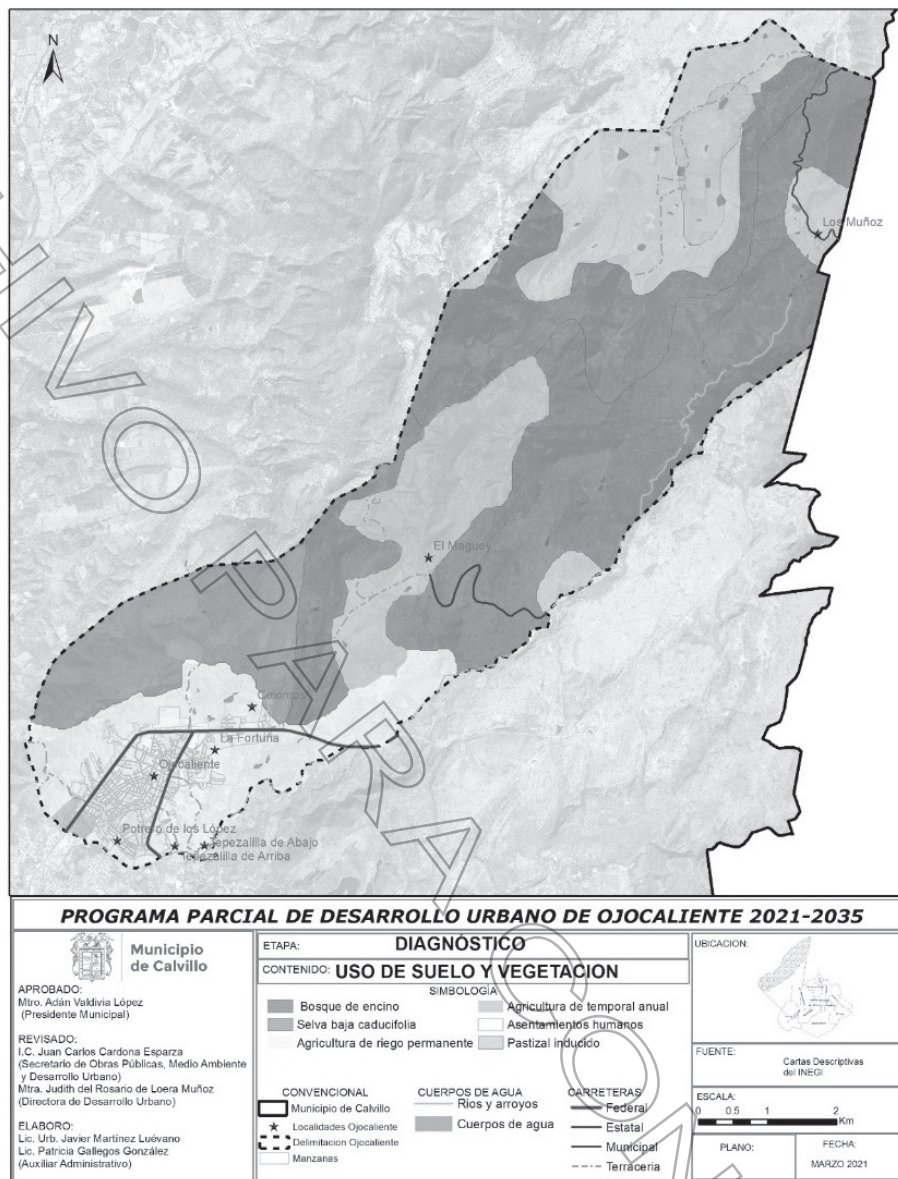 N
Los Muñoz
El Maguey
Colomos
La Fortuna
Ojocaliente
Potrero de los López
Tepezalilla de Abajo
Tepezalilla de Arriba
HIVO PARA CON
PROGRAMA PARCIAL DE DESARROLLO URBANO DE OJOCALIENTE 2021-2035
Municipio
de Calvillo
APROBADO:
Mtro. Adán Valdivia López
(Presidente Municipal)
REVISADO:
I.C. Juan Carlos Cardona Esparza
(Secretario de Obras Públicas, Medio Ambiente
y Desarrollo Urbano)
Mtra. Judith del Rosario de Loera Muñoz
(Directora de Desarrollo Urbano)
ELABORO:
Lic. Urb. Javier Martínez Luévano
Lic. Patricia Gallegos González
(Auxiliar Administrativo)
ETAPA: DIAGNÓSTICO
CONTENIDO: USO DE SUELO Y VEGETACION
SIMBOLOGÍA
Bosque de encino
Selva baja caducifolia
Agricultura de riego permanente
Agricultura de temporal anual
Asentamientos humanos
Pastizal inducido
CONVENCIONAL
Municipio de Calvillo
Localidades Ojocaliente
Delimitacion Ojocaliente
Manzanas
CUERPOS DE AGUA
Rios y arroyos
Cuerpos de agua
CARRETERAS
Federal
Estatal
Municipal
Terraceria
UBICACION:
FUENTE:
Cartas Descriptivas
del INEGI
ESCALA:
0 0.5 1 2
Km
PLANO:
FECHA:
MARZO 2021